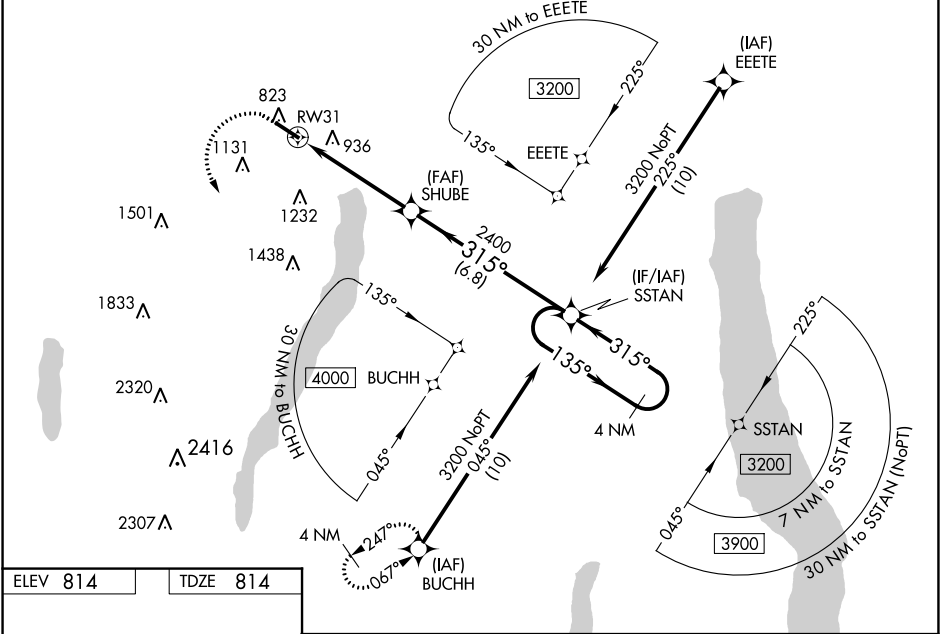 30 NM to EEETE
3200
225°
135°
EEETE
(IAF)
EEETE
3200 NoPT
225°
(10)
823
RW31
936
1131
1232
1501
1438
1833
2320
2416
2307
(FAF)
SHUBE
2400
315°
(6.8)
(IF/IAF)
SSTAN
135°
315°
4 NM
135°
30 NM to BUCHH
4000
BUCHH
045°
3200 NoPT
045°
(10)
4 NM
247°
067°
(IAF)
BUCHH
225°
SSTAN
3200
045°
7 NM to SSTAN
3900
30 NM to SSTAN (NoPT)
ELEV 814
TDZE 814